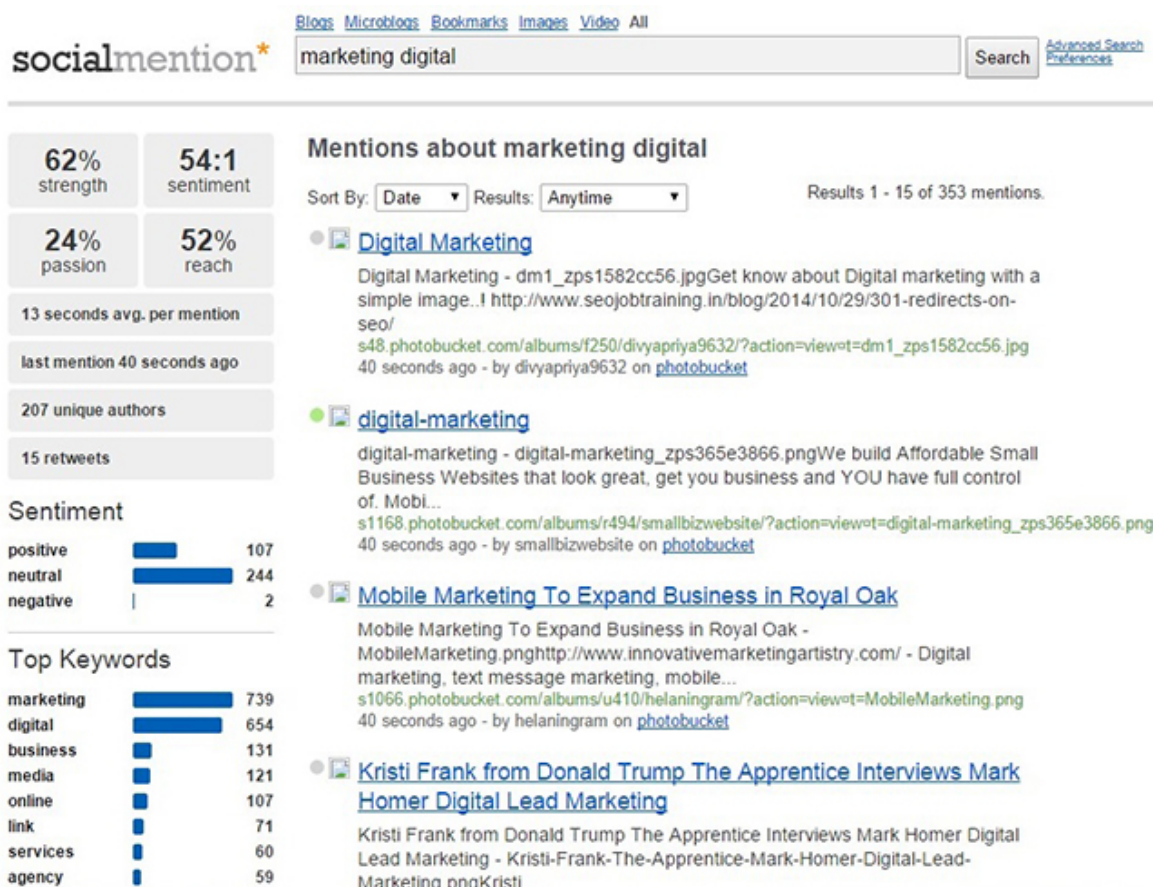 Blogs Microblogs Bookmarks Images Video All
socialmention*
marketing digital
Search
Advanced Search
Preferences
62%
strength
54:1
sentiment
24%
passion
52%
reach
13 seconds avg. per mention
last mention 40 seconds ago
207 unique authors
15 retweets
Sentiment
positive 107
neutral 244
negative 2
Top Keywords
marketing 739
digital 654
business 131
media 121
online 107
link 71
services 60
agency 59
Mentions about marketing digital
Sort By: Date Results: Anytime Results 1 - 15 of 353 mentions.
Digital Marketing
Digital Marketing - dm1_zps1582cc56.jpgGet know about Digital marketing with a
simple image..! http://www.seojobtraining.in/blog/2014/10/29/301-redirects-on-
seo/
s48.photobucket.com/albums/f250/divyapriya9632/?action=view¤t=dm1_zps1582cc56.jpg
40 seconds ago - by divyapriya9632 on photobucket
digital-marketing
digital-marketing - digital-marketing_zps365e3866.pngWe build Affordable Small
Business Websites that look great, get you business and YOU have full control
of. Mobi...
s1168.photobucket.com/albums/r494/smallbizwebsite/?action=view¤t=digital-marketing_zps365e3866.png
40 seconds ago - by smallbizwebsite on photobucket
Mobile Marketing To Expand Business in Royal Oak
Mobile Marketing To Expand Business in Royal Oak -
MobileMarketing.pnghttp://www.innovativemarketingartistry.com/ - Digital
marketing, text message marketing, mobile...
s1066.photobucket.com/albums/u410/helaningram/?action=view¤t=MobileMarketing.png
40 seconds ago - by helaningram on photobucket
Kristi Frank from Donald Trump The Apprentice Interviews Mark
Homer Digital Lead Marketing
Kristi Frank from Donald Trump The Apprentice Interviews Mark Homer Digital
Lead Marketing - Kristi-Frank-The-Apprentice-Mark-Homer-Digital-Lead-
Marketing.pngKristi